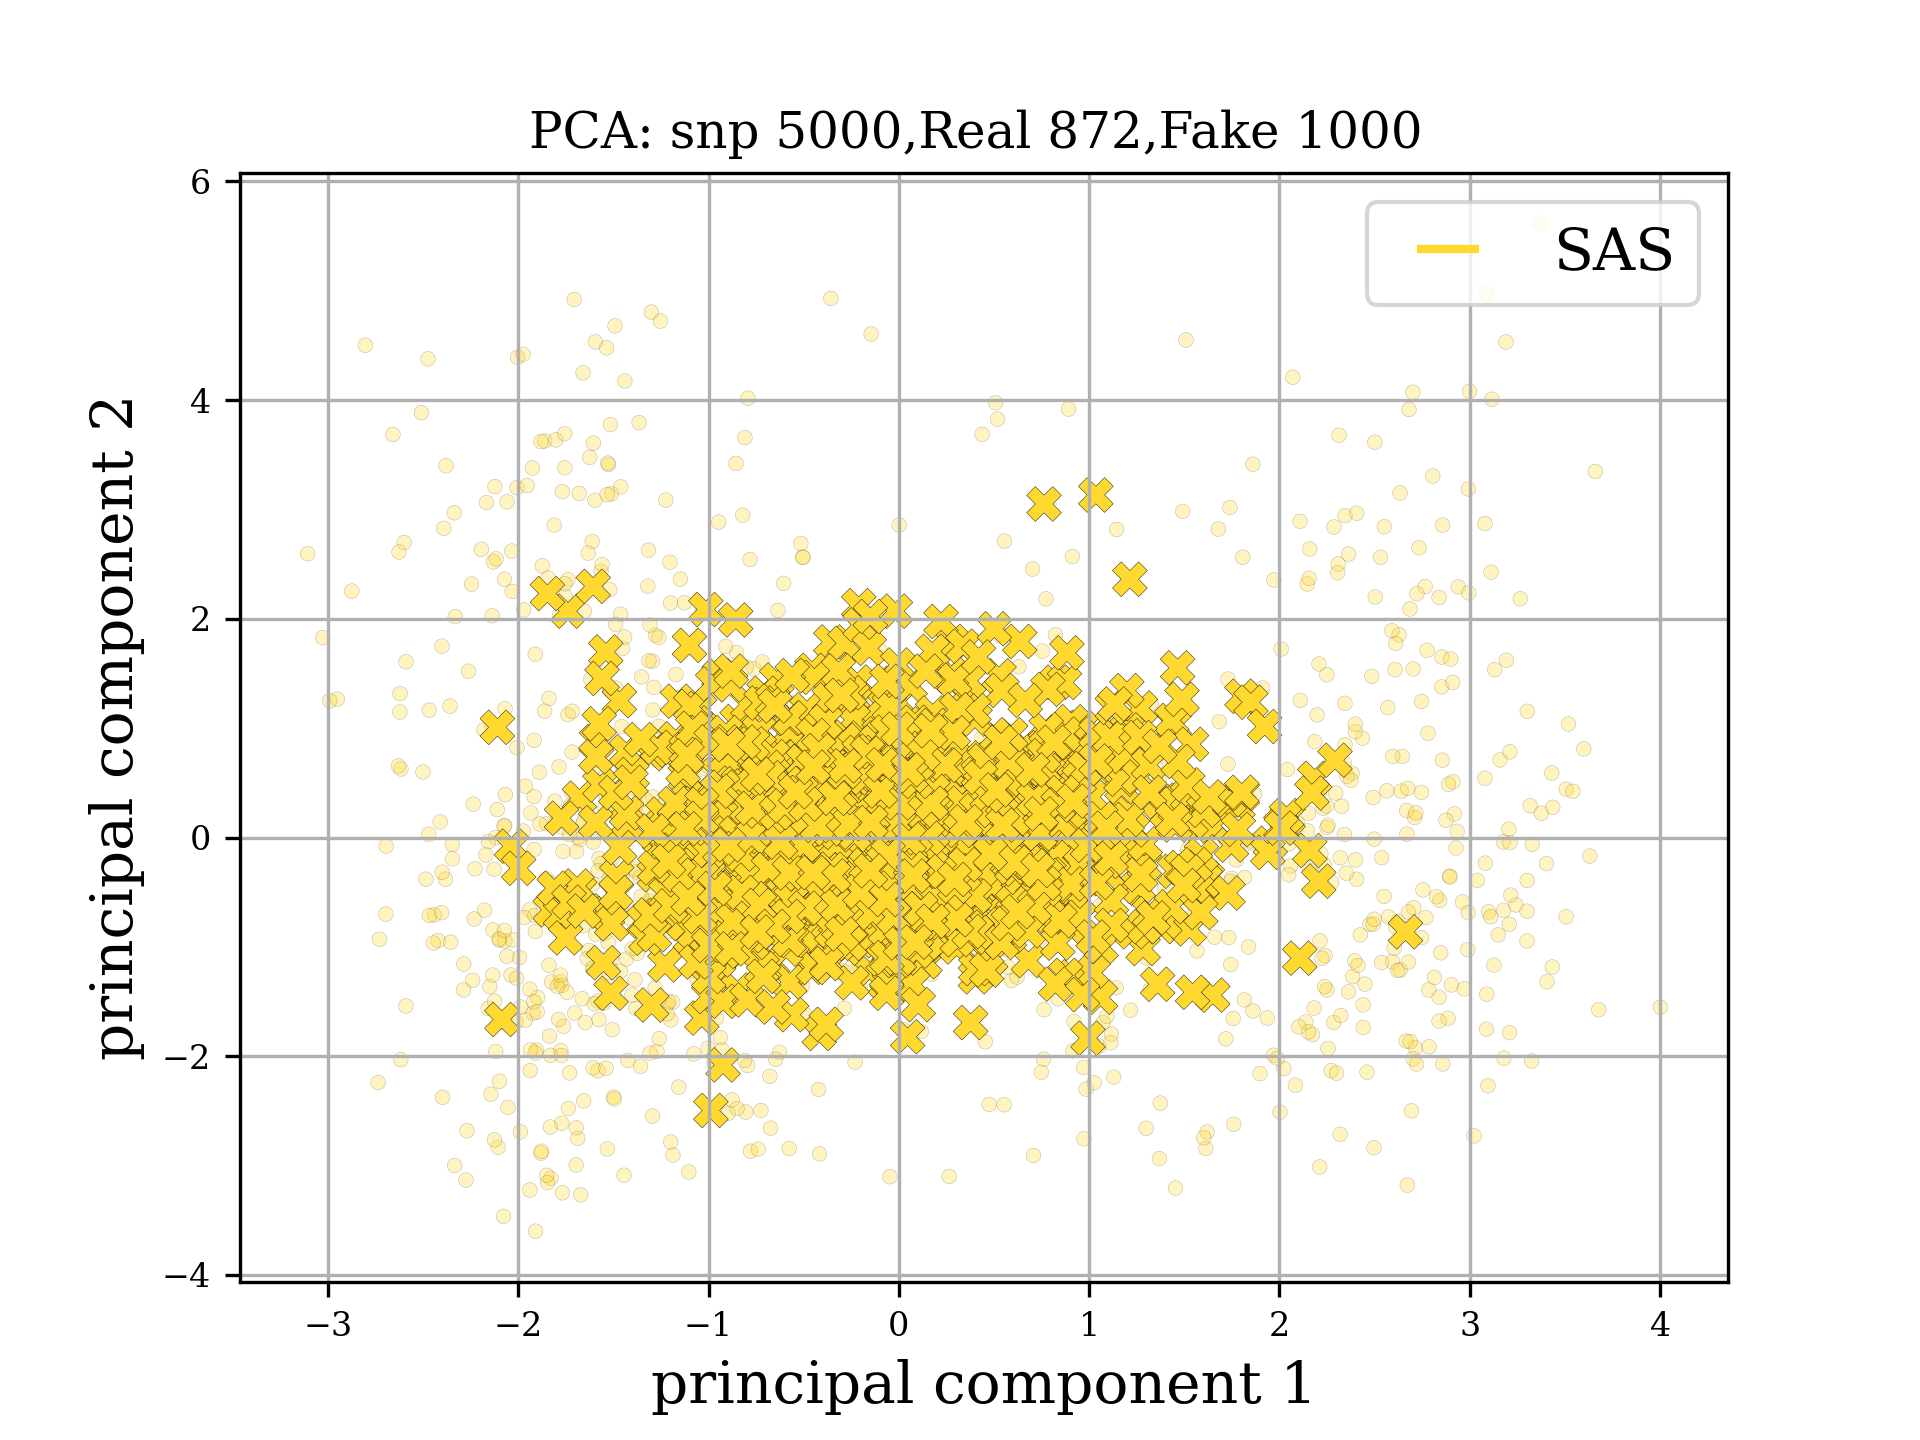 PCA: snp 5000,Real 872,Fake 1000
SAS
6
4
2
0
−2
−4
principal component 2
−3 −2 −1 0 1 2 3 4
principal component 1